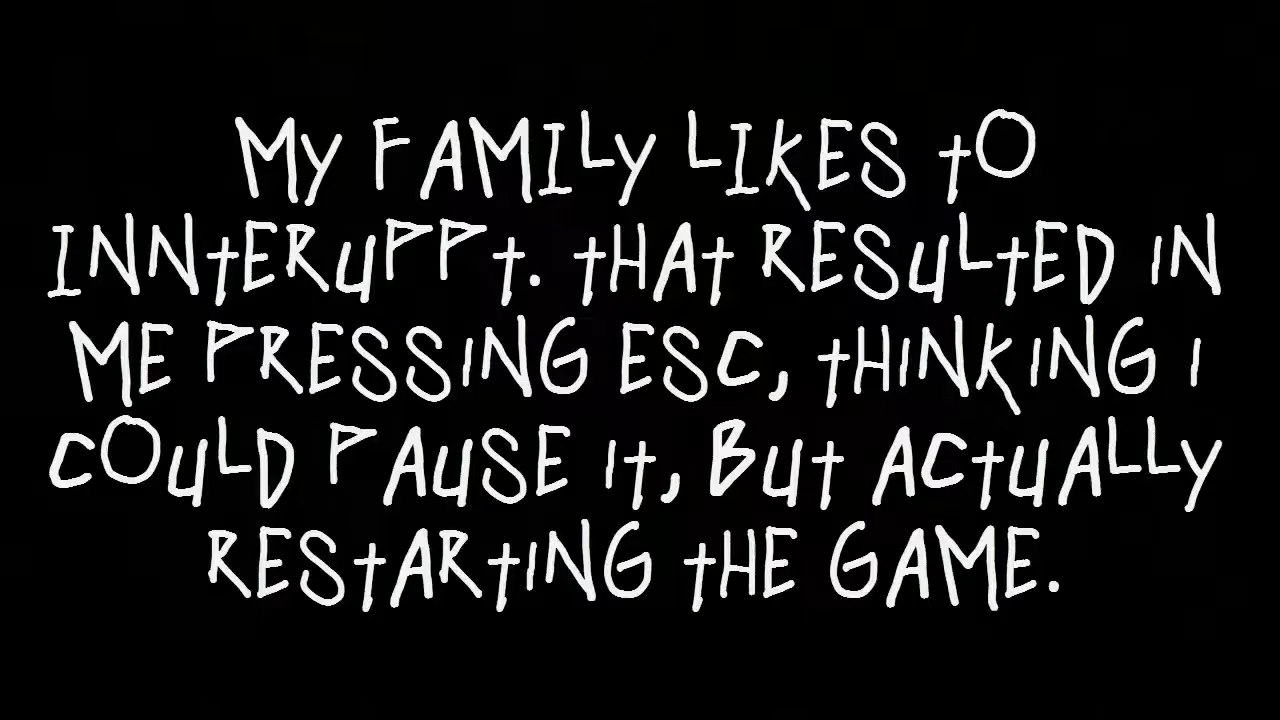 MY FAMILY LIKES tO
INNtERuPPt. tHAt RESuLtED IN
ME PRESSING ESC, tHINKING I
COuLD PAuSE It, BUt ACtuALLY
REStARtING tHE GAME.